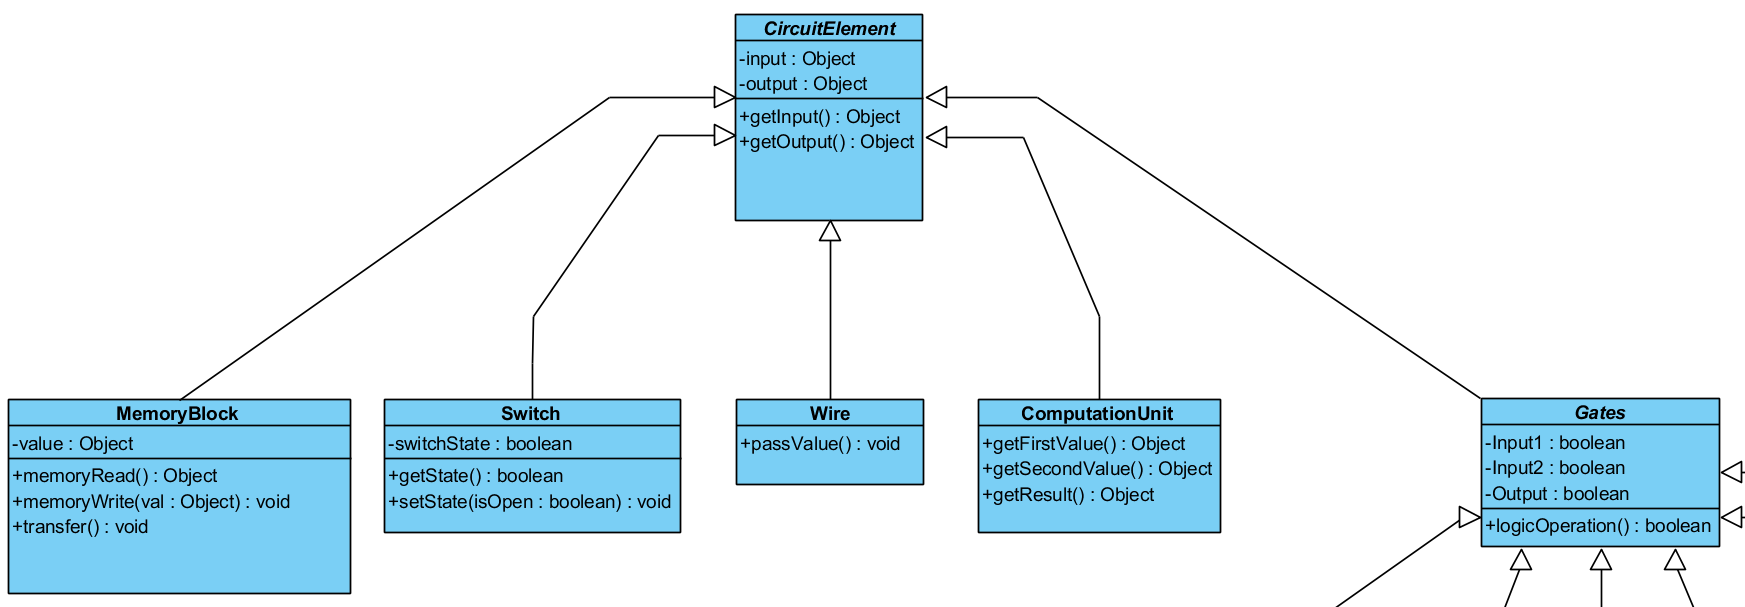 CircuitElement
-input : Object
-output : Object
+getInput() : Object
+getOutput() : Object
MemoryBlock
-value : Object
+memoryRead() : Object
+memoryWrite(val : Object) : void
+transfer() : void
Switch
-switchState : boolean
+getState() : boolean
+setState(isOpen : boolean) : void
Wire
+passValue() : void
ComputationUnit
+getFirstValue() : Object
+getSecondValue() : Object
+getResult() : Object
Gates
-Input1 : boolean
-Input2 : boolean
-Output : boolean
+logicOperation() : boolean